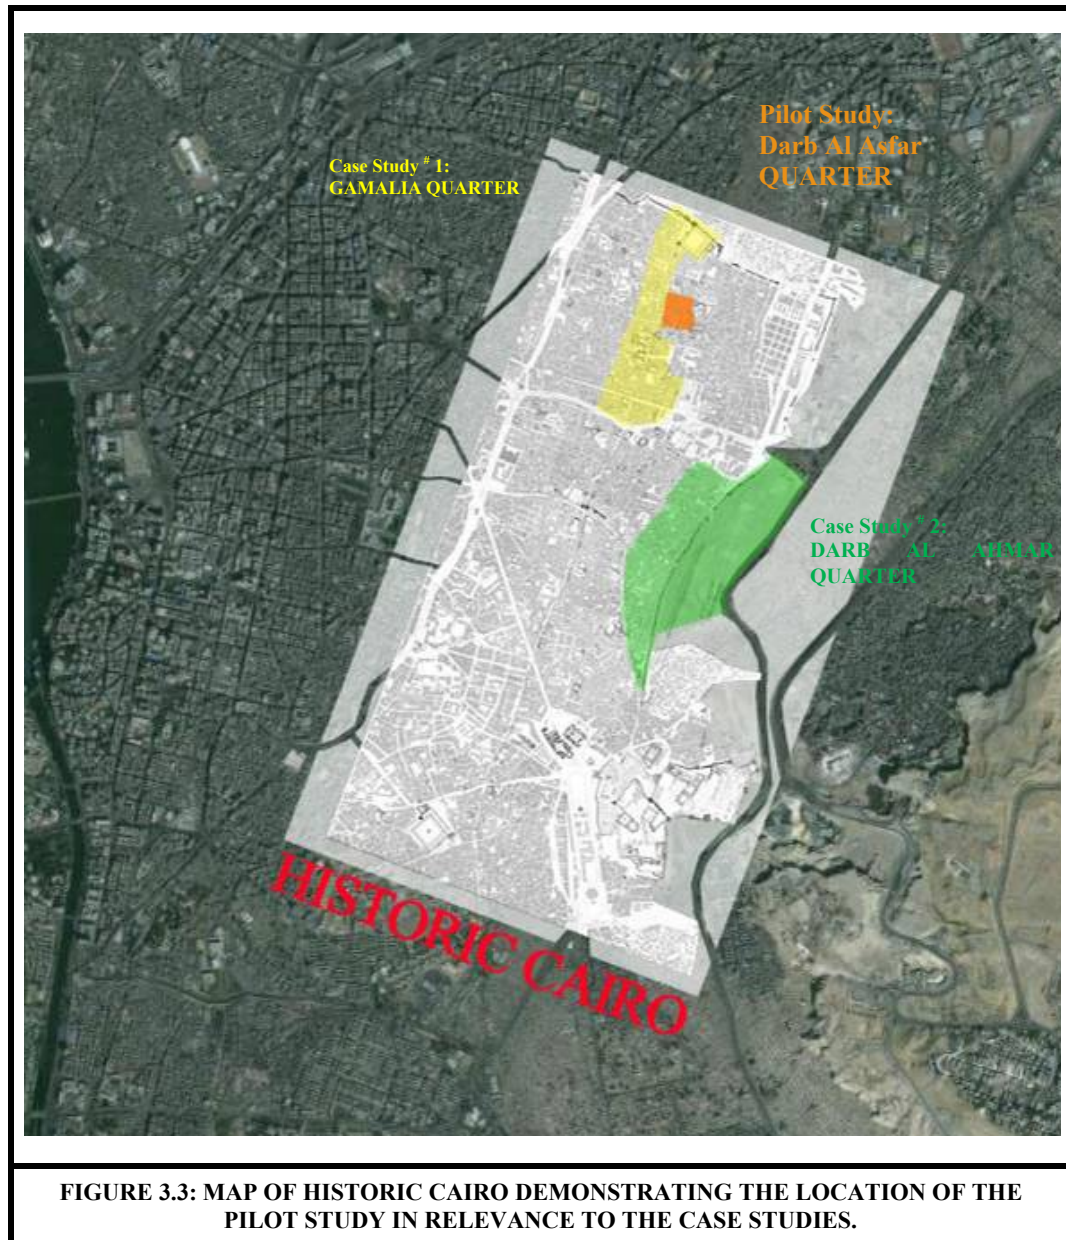 Pilot Study:
Darb Al Asfar
QUARTER
Case Study # 1:
GAMALIA QUARTER
Case Study # 2:
DARB AL AHMAR
QUARTER
HISTORIC CAIRO
FIGURE 3.3: MAP OF HISTORIC CAIRO DEMONSTRATING THE LOCATION OF THE
PILOT STUDY IN RELEVANCE TO THE CASE STUDIES.